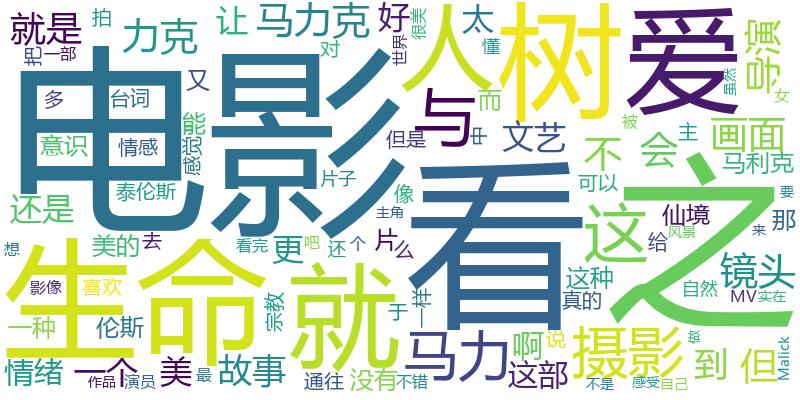 就是
力克
拍
让
马力克
好
太
懂
很美
世界
人
树
爱
导演
虽然
女
把
一部
多
台词
又
能
感觉
意识
情感
泰伦斯
电影
对
片子
与
但是
而
中
文艺
不
被
会
主
画面
马利克
可以
像
主角
看
之
这
仙境
那
要
来
给
风景
镜头
自然
MV
实在
这种
真的
还是
美的
去
想
更
看完
吧
还
个
片
么
生命
影像
喜欢
一种
伦斯
宗教
就
于
一样
马力
啊
说
摄影
做
到
但
Malick
情绪
一个
作品
美
演员
最
故事
通往
没有
不错
这部
不是
感受
自己